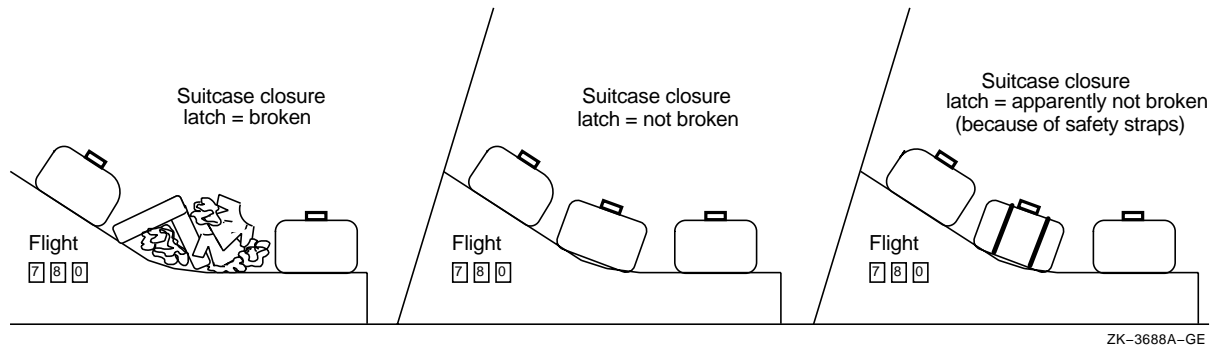 Suitcase closure
latch = broken
Flight
7 8 0
Suitcase closure
latch = not broken
Flight
7 8 0
Suitcase closure
latch = apparently not broken
(because of safety straps)
Flight
7 8 0
ZK−3688A−GE